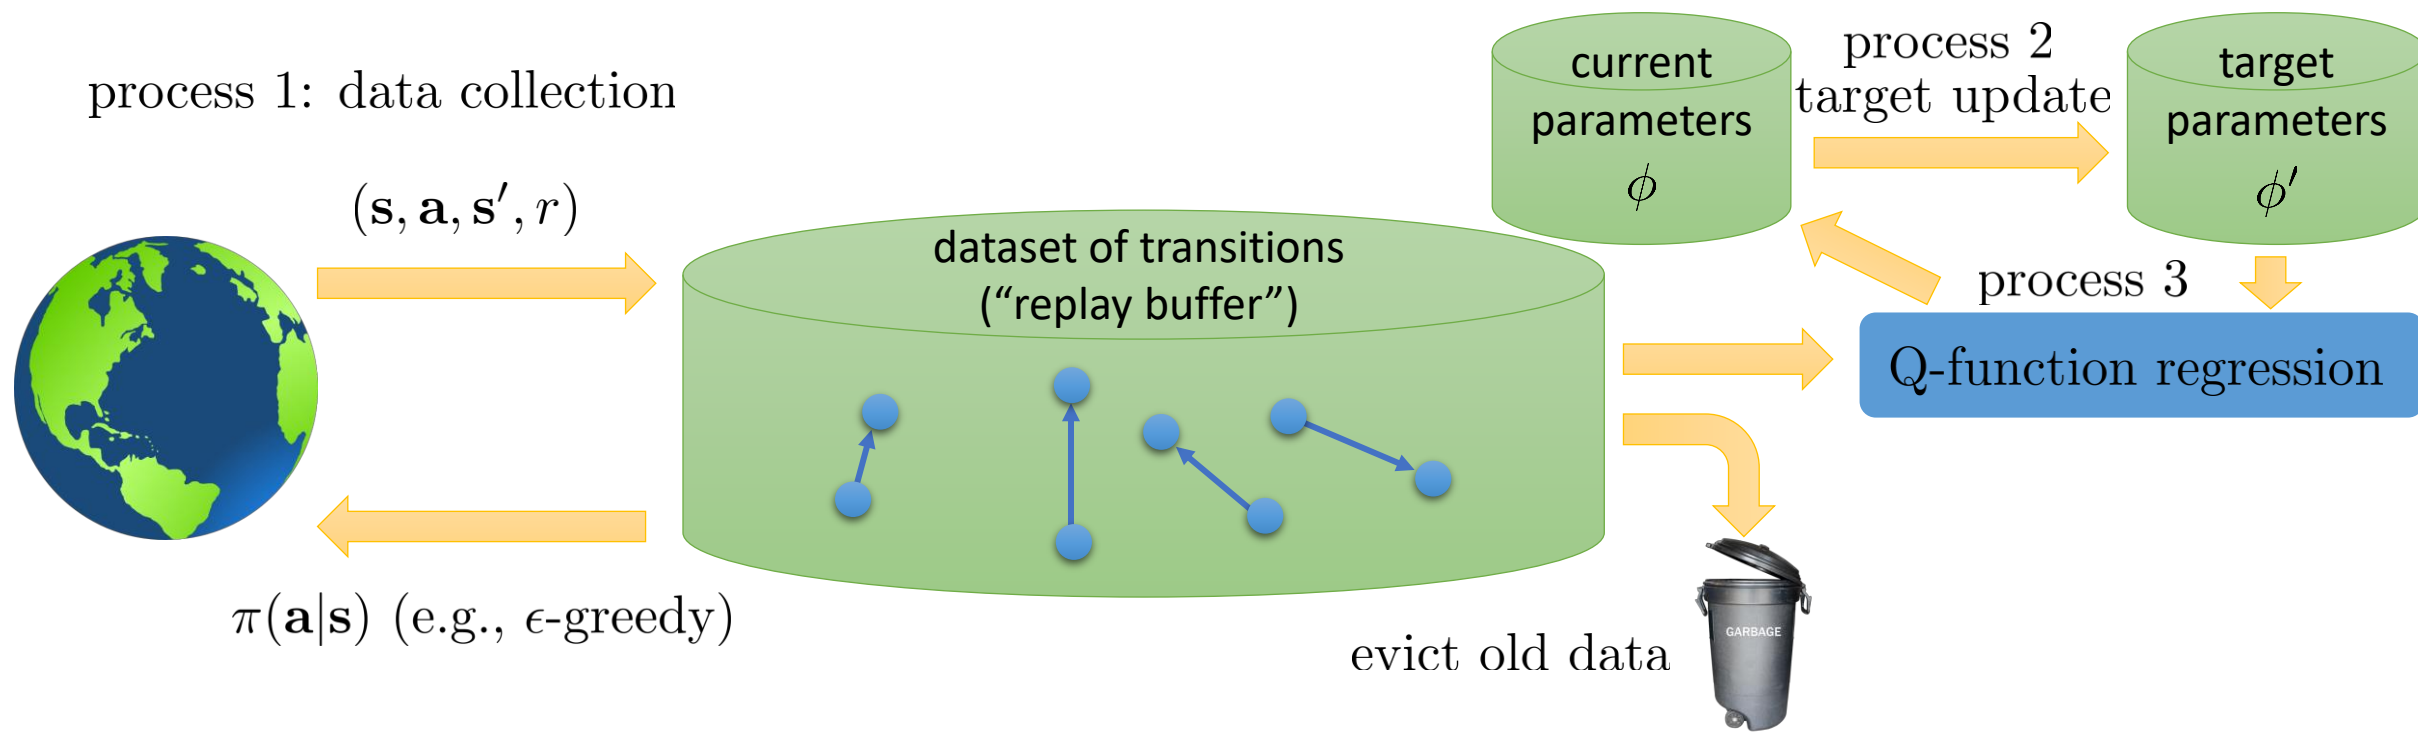 process 1: data collection
(s, a, s′, r)
dataset of transitions
(“replay buffer”)
π(a|s) (e.g., ϵ-greedy)
current
parameters
ϕ
process 2
target update
target
parameters
ϕ′
process 3
Q-function regression
evict old data
GARBAGE